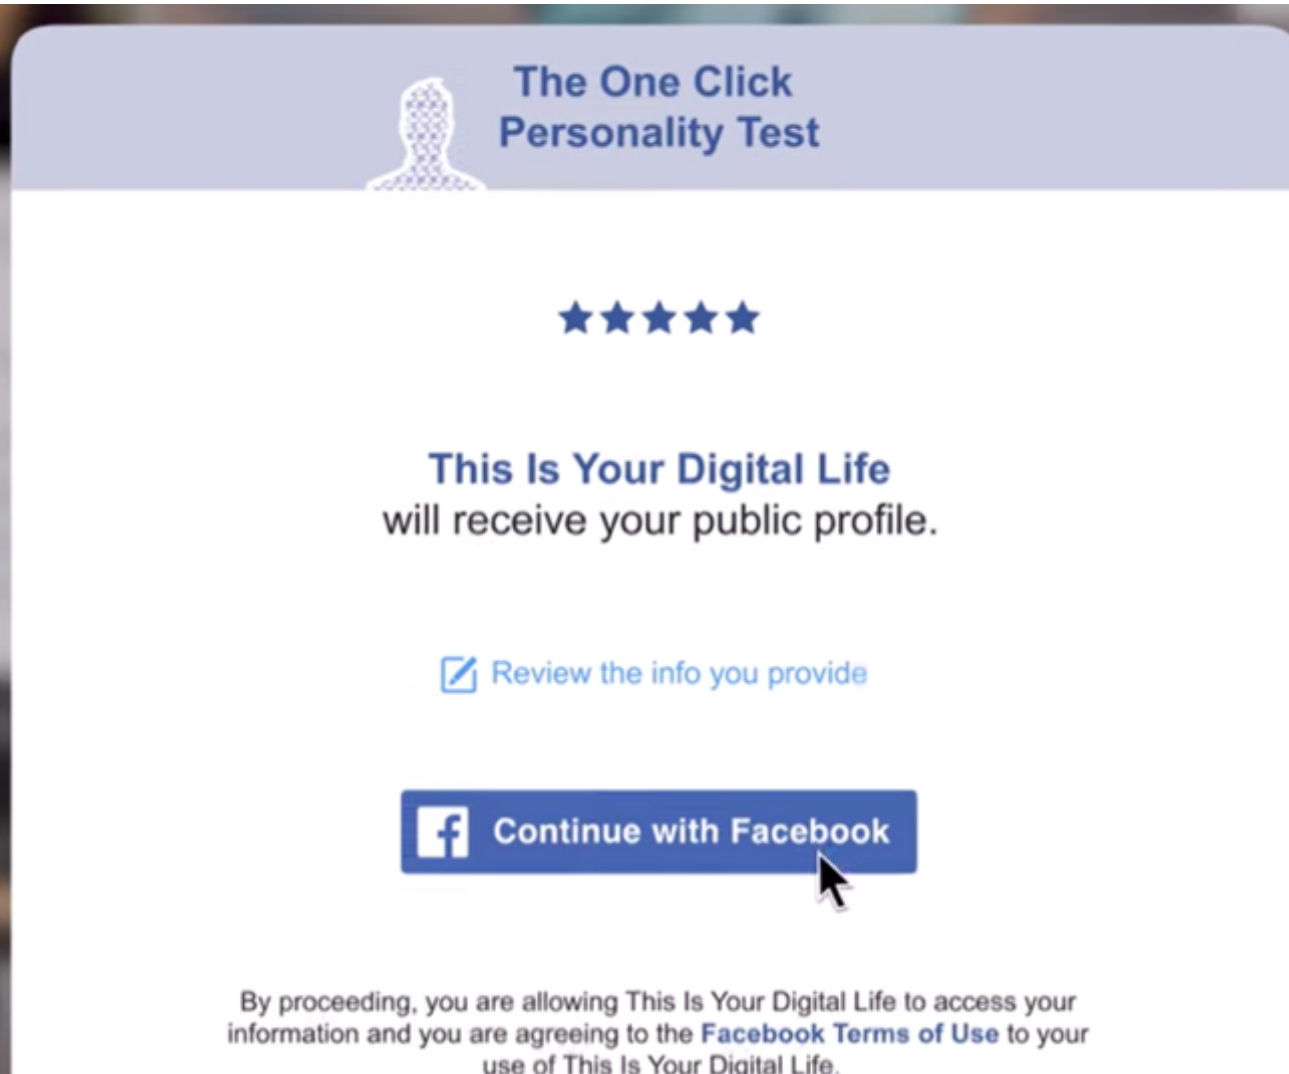 The One Click
Personality Test
This Is Your Digital Life
will receive your public profile.
Review the info you provide
Continue with Facebook
By proceeding, you are allowing This Is Your Digital Life to access your
information and you are agreeing to the Facebook Terms of Use to your
use of This Is Your Digital Life.